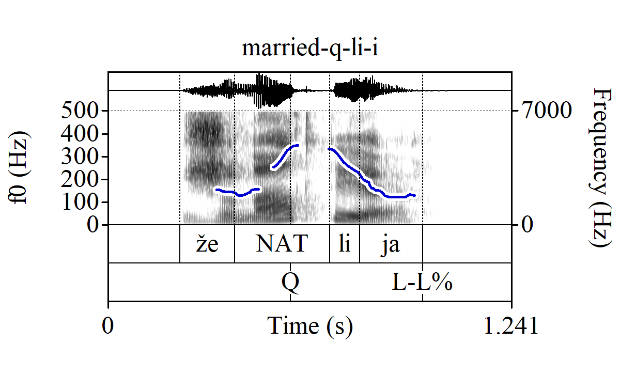 married-q-li-i
500
400
300
200
100
0
f0 (Hz)
7000
0
Frequency (Hz)
že NAT li ja
Q L-L%
0 Time (s) 1.241